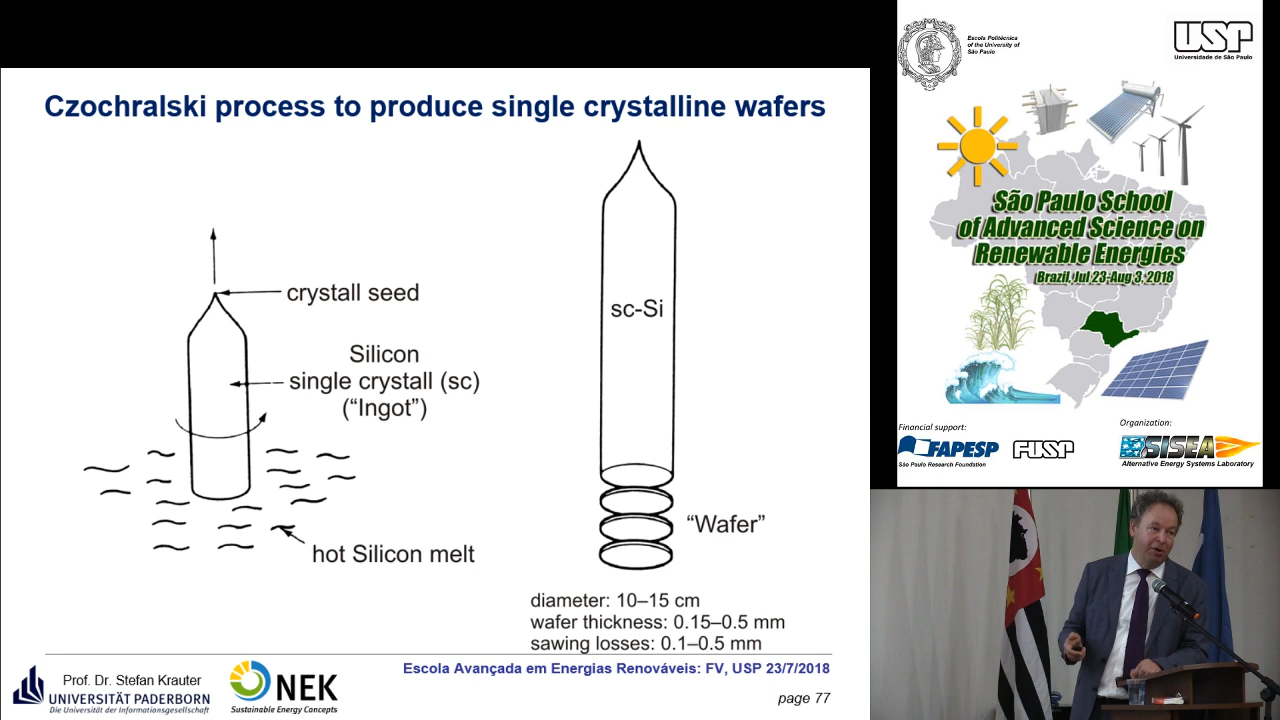 Czochralski process to produce single crystalline wafers
crystall seed
Silicon
single crystall (sc)
(“Ingot”)
hot Silicon melt
sc-Si
“Wafer”
diameter: 10–15 cm
wafer thickness: 0.15–0.5 mm
sawing losses: 0.1–0.5 mm
Escola Avançada em Energias Renováveis: FV, USP 23/7/2018
page 77
Prof. Dr. Stefan Krauter
UNIVERSITÄT PADERBORN
Die Universität der Informationsgesellschaft
NEK
Sustainable Energy Concepts
Escola Politécnica
of the University of
São Paulo
USP
Universidade de São Paulo
São Paulo School
of Advanced Science on
Renewable Energies
Brazil, Jul 23-Aug 3, 2018
Financial support:
FAPESP
São Paulo Research Foundation
FUSP
Organization:
SISEA
Alternative Energy Systems Laboratory